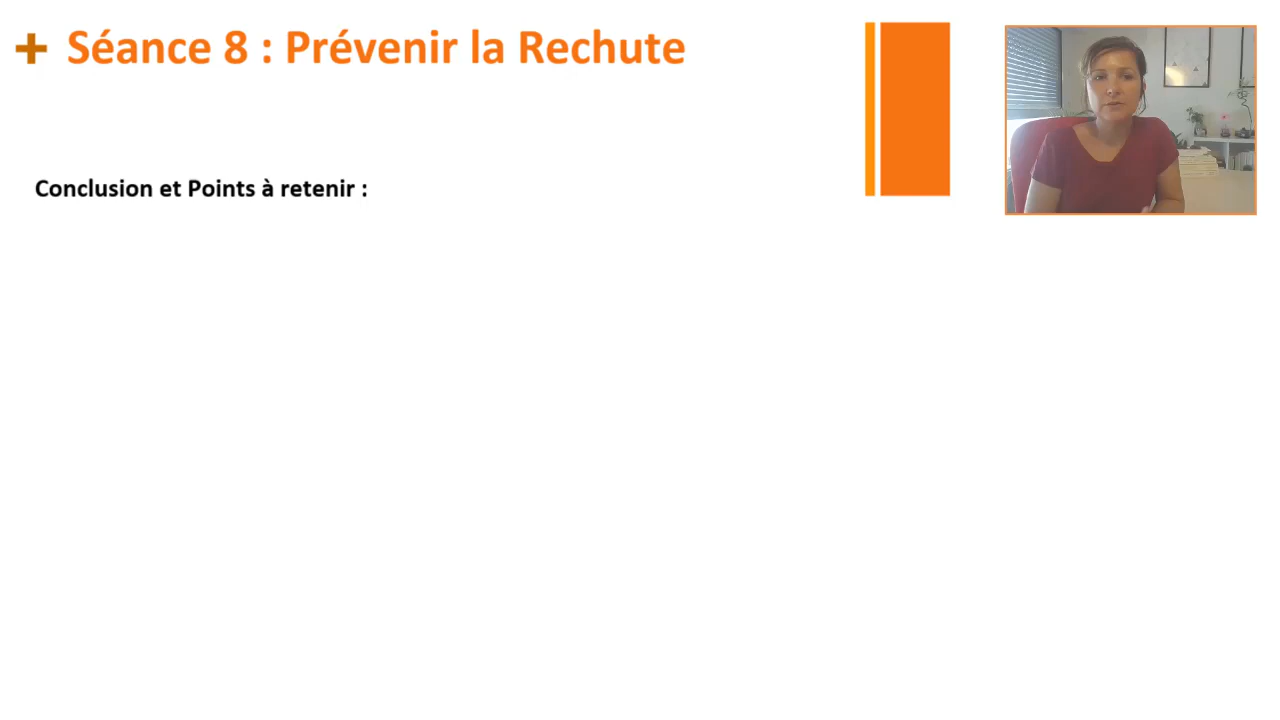 + Séance 8 : Prévenir la Rechute
Conclusion et Points à retenir :